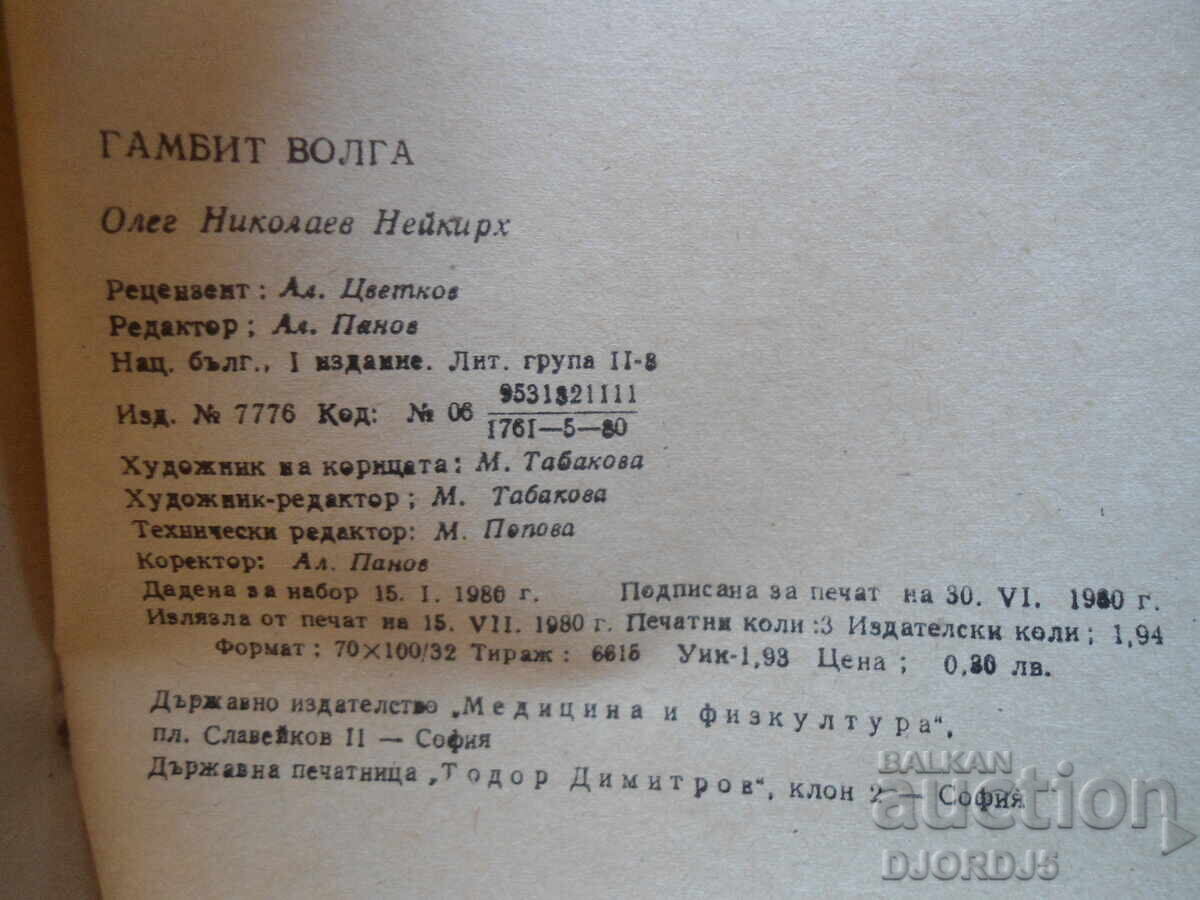 ГАМБИТ ВОЛГА
Олег Николаев Нейкирх
Рецензент: Ал. Цветков
Редактор; Ал. Панов
Нац. бълг., I издание. Лит. група II-8
Изд. № 7776 Код: № 06 9531321111
1761—5—80
Художник на корицата: М. Табакова
Художник-редактор; М. Табакова
Технически редактор: М. Попова
Коректор: Ал. Панов
Дадена за набор 15. I. 1980 г. Подписана за печат на 30. VI. 1980 г.
Излязла от печат на 15. VII. 1980 г. Печатни коли :3 Издателски коли; 1,94
Формат; 70×100/32 Тираж: 6615 Уик-1,93 Цена; лв.
Държавно издателство „Медицина и физкултура“,
пл. Славейков II — София
Държавна печатница „Тодор Димитров“, клон 2 — София
BALKAN
auction
DJORDJ5